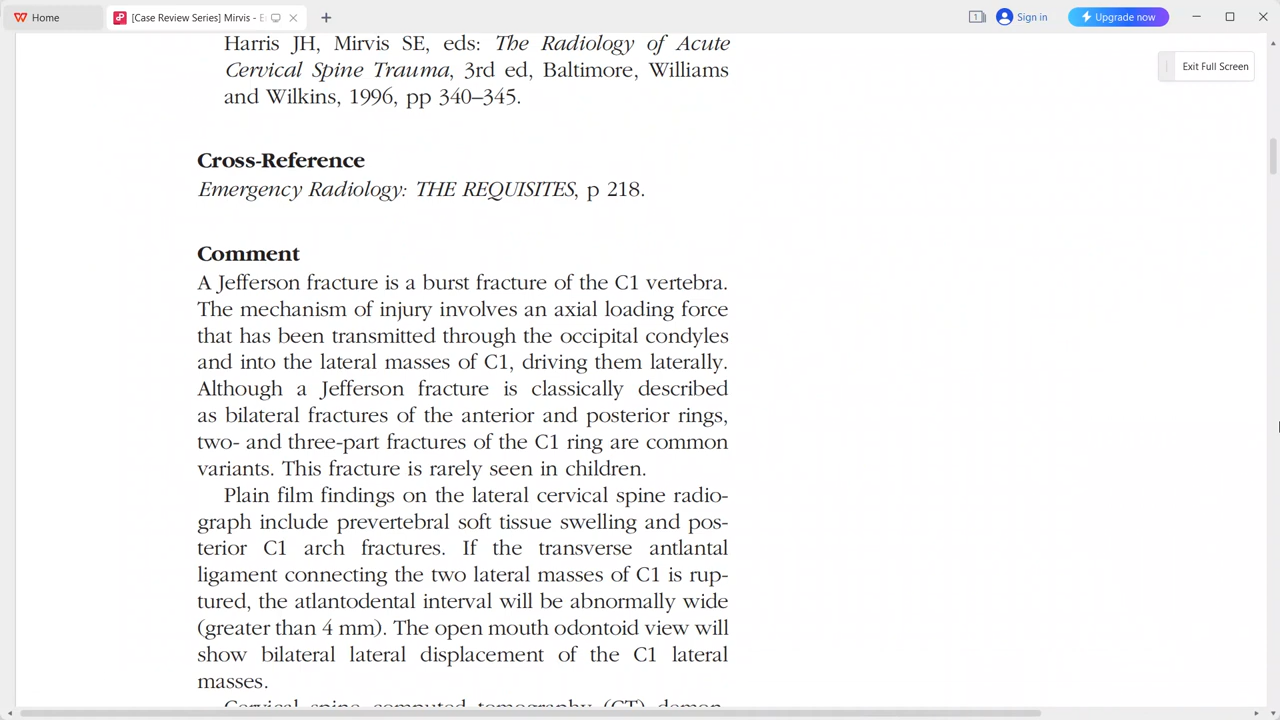 Home
[Case Review Series] Mirvis - E
1
Sign in
Upgrade now
Exit Full Screen
Harris JH, Mirvis SE, eds: The Radiology of Acute
Cervical Spine Trauma, 3rd ed, Baltimore, Williams
and Wilkins, 1996, pp 340–345.
Cross-Reference
Emergency Radiology: THE REQUISITES, p 218.
Comment
A Jefferson fracture is a burst fracture of the C1 vertebra.
The mechanism of injury involves an axial loading force
that has been transmitted through the occipital condyles
and into the lateral masses of C1, driving them laterally.
Although a Jefferson fracture is classically described
as bilateral fractures of the anterior and posterior rings,
two- and three-part fractures of the C1 ring are common
variants. This fracture is rarely seen in children.
Plain film findings on the lateral cervical spine radio-
graph include prevertebral soft tissue swelling and pos-
terior C1 arch fractures. If the transverse antlantal
ligament connecting the two lateral masses of C1 is rup-
tured, the atlantodental interval will be abnormally wide
(greater than 4 mm). The open mouth odontoid view will
show bilateral lateral displacement of the C1 lateral
masses.
Cervical spine computed tomography (CT) demon-